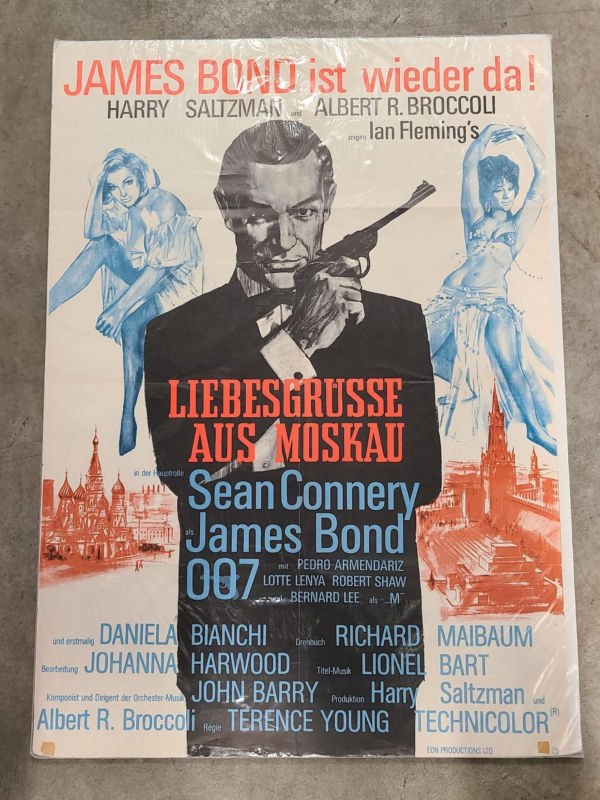 JAMES BOND ist wieder da!
HARRY SALTZMAN und ALBERT R. BROCCOLI
zeigen Ian Fleming's
LIEBESGRUSSE
AUS MOSKAU
in der Hauptrolle
Sean Connery
als James Bond
007 mit PEDRO ARMENDARIZ
LOTTE LENYA ROBERT SHAW
und BERNARD LEE als „M"
und erstmalig DANIELA BIANCHI Drehbuch RICHARD MAIBAUM
Bearbeitung JOHANNA HARWOOD Titel-Musik LIONEL BART
Komponist und Dirigent der Orchester-Musik JOHN BARRY Produktion Harry Saltzman und
Albert R. Broccoli Regie TERENCE YOUNG TECHNICOLOR (R)
EON PRODUCTIONS LTD.